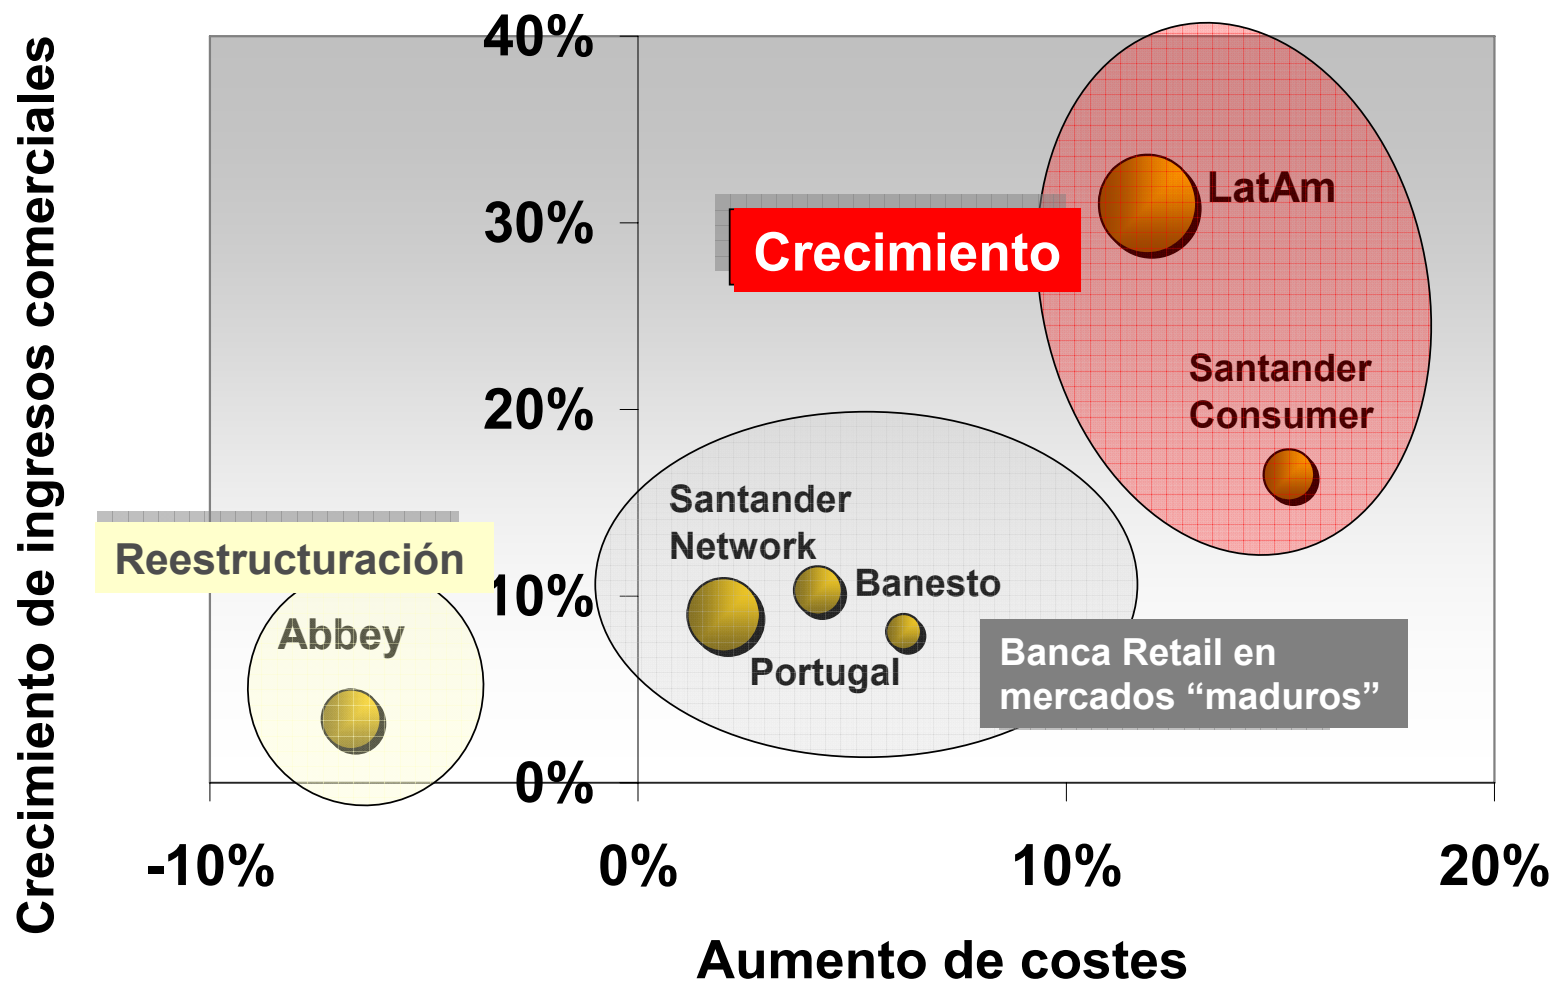 Crecimiento de ingresos comerciales
40%
30%
20%
10%
0%
LatAm
Crecimiento
Santander
Consumer
Santander
Network
Banesto
Portugal
Reestructuración
Abbey
Banca Retail en
mercados “maduros”
-10%
0%
10%
20%
Aumento de costes